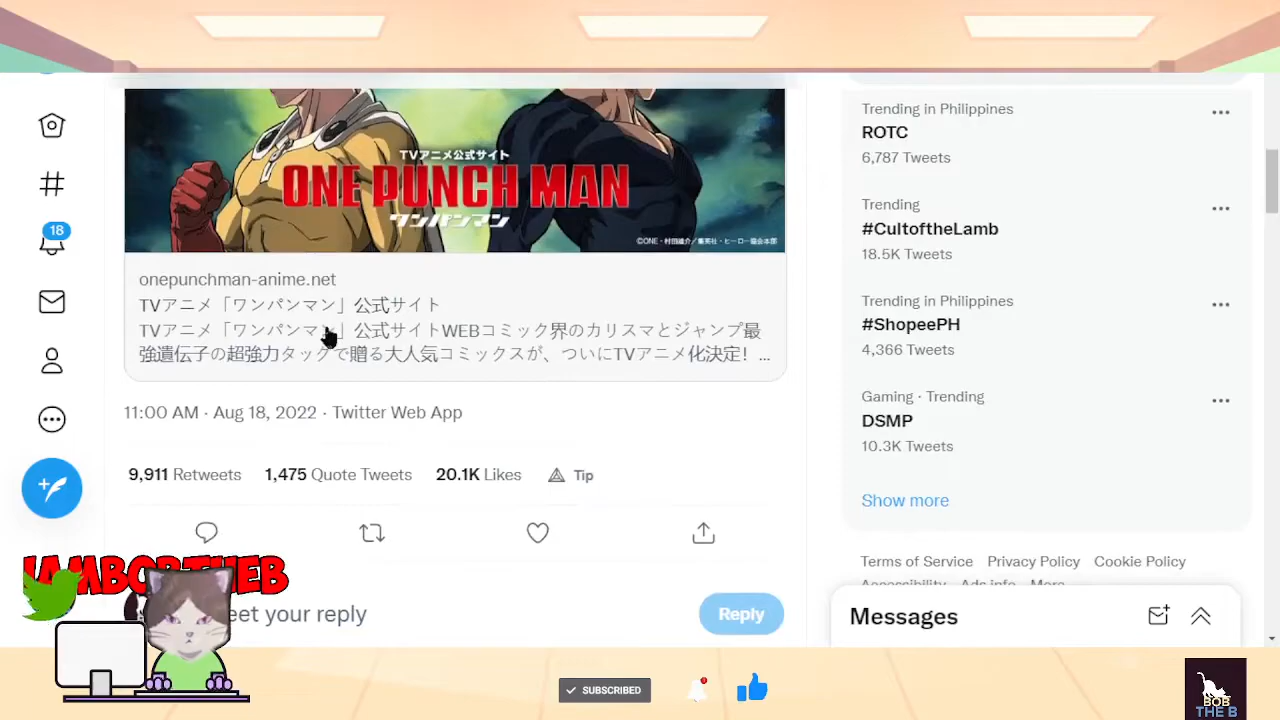 TVアニメ公式サイト
ONE PUNCH MAN
ワンパンマン
©ONE・村田雄介/集英社・ヒーロー協会本部
onepunchman-anime.net
TVアニメ「ワンパンマン」公式サイト
TVアニメ「ワンパンマン」公式サイトWEBコミック界のカリスマとジャンプ最
強遺伝子の超強力タッグで贈る大人気コミックスが、ついにTVアニメ化決定! ...
11:00 AM · Aug 18, 2022 · Twitter Web App
9,911 Retweets 1,475 Quote Tweets 20.1K Likes Tip
18
Trending in Philippines
ROTC
6,787 Tweets
Trending
#CultoftheLamb
18.5K Tweets
Trending in Philippines
#ShopeePH
4,366 Tweets
Gaming · Trending
DSMP
10.3K Tweets
Show more
Terms of Service Privacy Policy Cookie Policy
Accessibility Ads info More
Messages
IAMBOBTHEB
eet your reply
Reply
SUBSCRIBED
BOB
THE B